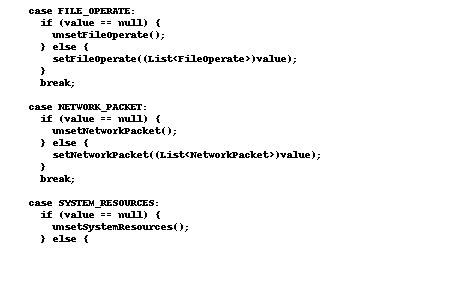 case FILE_OPERATE:
  if (value == null) {
    unsetFileOperate();
  } else {
    setFileOperate((List<FileOperate>)value);
  }
  break;

case NETWORK_PACKET:
  if (value == null) {
    unsetNetworkPacket();
  } else {
    setNetworkPacket((List<NetworkPacket>)value);
  }
  break;

case SYSTEM_RESOURCES:
  if (value == null) {
    unsetSystemResources();
  } else {